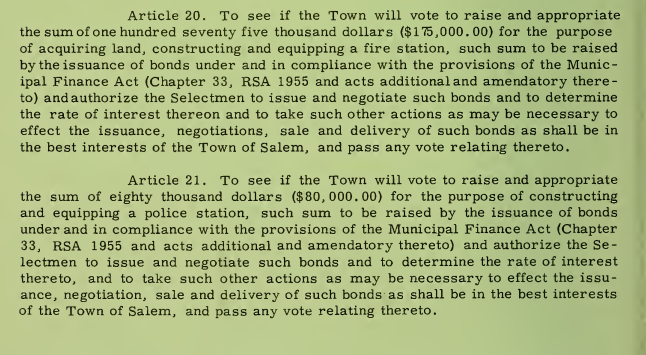 Article 20. To see if the Town will vote to raise and appropriate
the sum of one hundred seventy five thousand dollars ($175,000.00) for the purpose
of acquiring land, constructing and equipping a fire station, such sum to be raised
by the issuance of bonds under and in compliance with the provisions of the Munic-
ipal Finance Act (Chapter 33, RSA 1955 and acts additional and amendatory there-
to) and authorize the Selectmen to issue and negotiate such bonds and to determine
the rate of interest thereon and to take such other actions as may be necessary to
effect the issuance, negotiations, sale and delivery of such bonds as shall be in
the best interests of the Town of Salem, and pass any vote relating thereto.
Article 21. To see if the Town will vote to raise and appropriate
the sum of eighty thousand dollars ($80,000.00) for the purpose of constructing
and equipping a police station, such sum to be raised by the issuance of bonds
under and in compliance with the provisions of the Municipal Finance Act (Chapter
33, RSA 1955 and acts additional and amendatory thereto) and authorize the Se-
lectmen to issue and negotiate such bonds and to determine the rate of interest
thereto, and to take such other actions as may be necessary to effect the issu-
ance, negotiation, sale and delivery of such bonds as shall be in the best interests
of the Town of Salem, and pass any vote relating thereto.